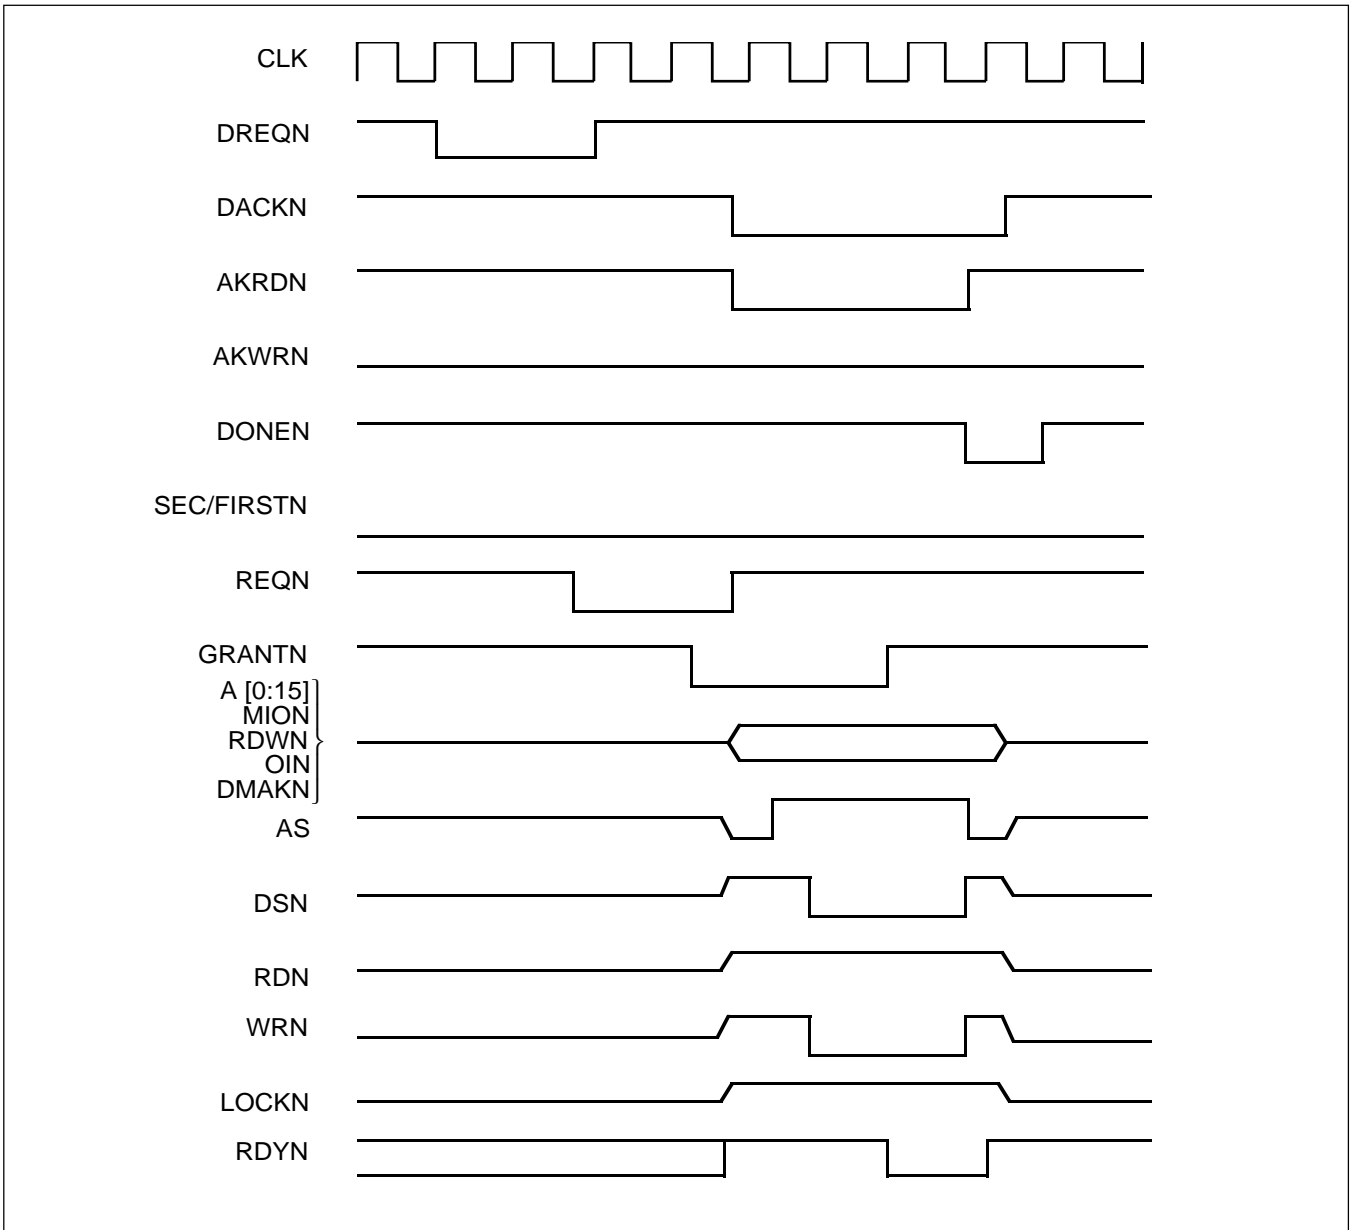 CLK
DREQN
DACKN
AKRDN
AKWRN
DONEN
SEC/FIRSTN
REQN
GRANTN
A [0:15]
MION
RDWN
OIN
DMAKN
AS
DSN
RDN
WRN
LOCKN
RDYN